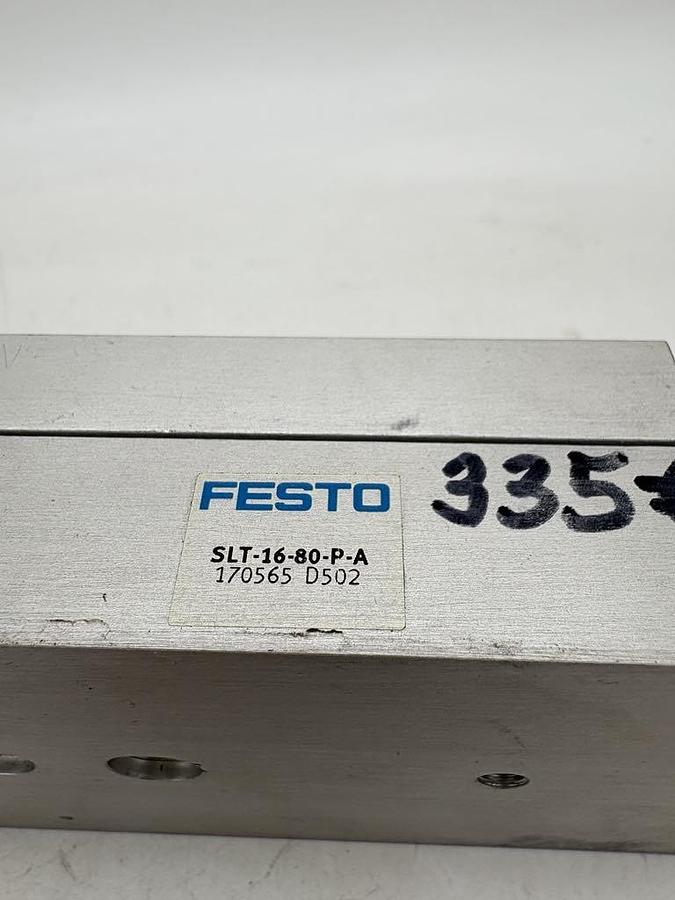 FESTO
SLT-16-80-P-A
170565 D502
335